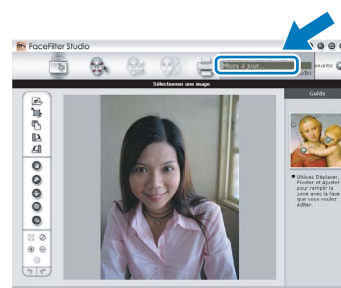 FaceFilter Studio
Mises à jour...
Sélectionner une image
Guide
■ Utilisez Déplacer,
Pivoter et Ajuster
pour remplir la
zone avec la face
que vous voulez
éditer.